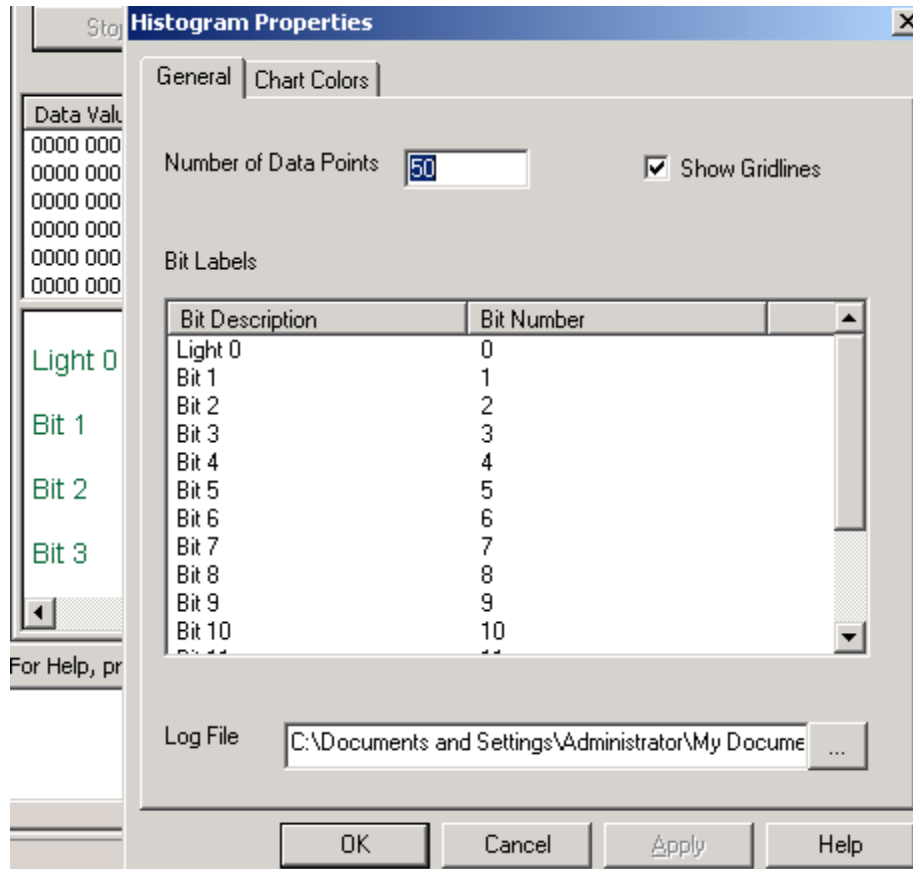 Stop
Histogram Properties
General
Chart Colors
Number of Data Points
50
Show Gridlines
Bit Labels
Bit Description Bit Number
Light 0 0
Bit 1 1
Bit 2 2
Bit 3 3
Bit 4 4
Bit 5 5
Bit 6 6
Bit 7 7
Bit 8 8
Bit 9 9
Bit 10 10
Log File
C:\Documents and Settings\Administrator\My Docume
...
OK
Cancel
Apply
Help
Data Valu
0000 000
0000 000
0000 000
0000 000
0000 000
0000 000
Light 0
Bit 1
Bit 2
Bit 3
For Help, pr